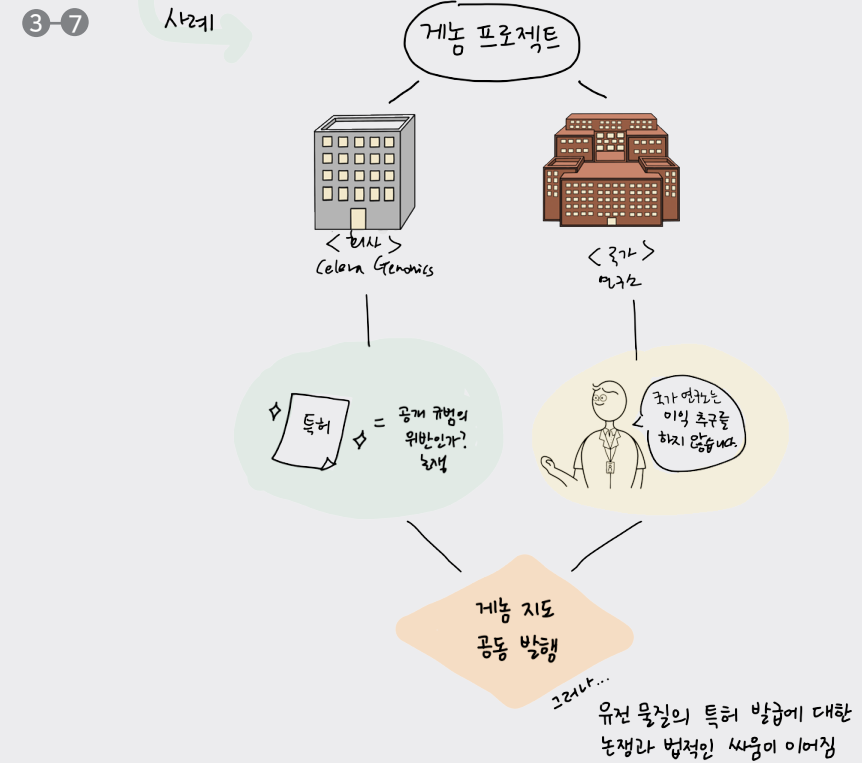 3-7
사례
게놈 프로젝트
<회사>
Celera Genomics
<국가>
연구소
특허
=
공개 규범의
위반인가?
논쟁
국가 연구소는
이익 추구를
하지 않습니다.
게놈 지도
공동 발행
그러나...
유전 물질의 특허 발급에 대한
논쟁과 법적인 싸움이 이어짐